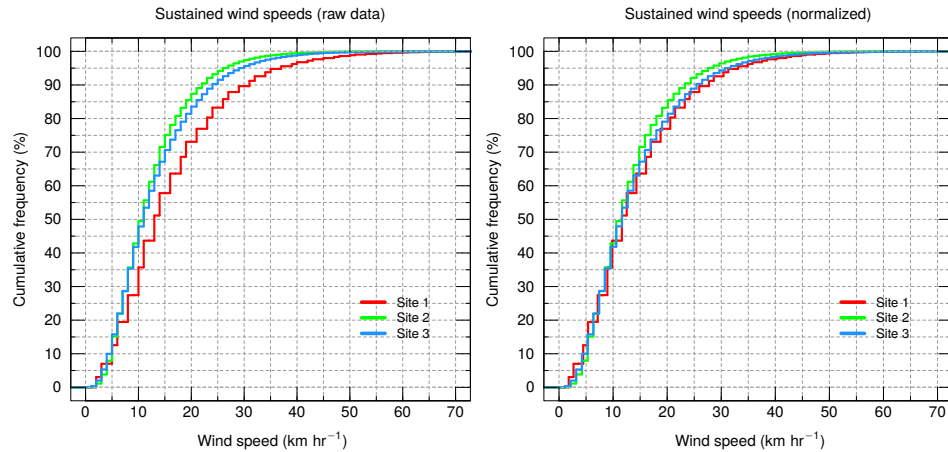 Sustained wind speeds (raw data)
Cumulative frequency (%)
100
90
80
70
60
50
40
30
20
10
0
Site 1
Site 2
Site 3
0 10 20 30 40 50 60 70
Wind speed (km hr⁻¹)
Sustained wind speeds (normalized)
Cumulative frequency (%)
100
90
80
70
60
50
40
30
20
10
0
Site 1
Site 2
Site 3
0 10 20 30 40 50 60 70
Wind speed (km hr⁻¹)